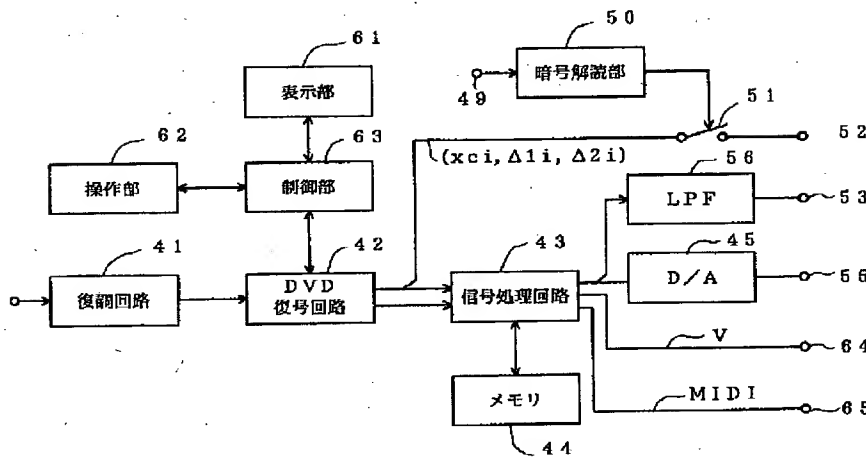 61
表示部
50
暗号解読部
49
51
52
(xci, Δ1i, Δ2i)
62
操作部
63
制御部
56
LPF
53
41
復調回路
42
DVD
復号回路
43
信号処理回路
45
D/A
55
V
64
メモリ
44
MIDI
65